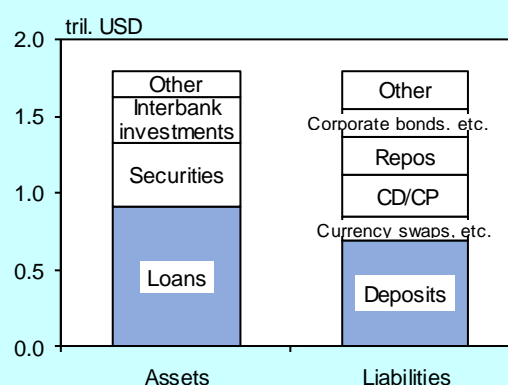 tril. USD
2.0
1.5
1.0
0.5
0.0
Other
Interbank
investments
Securities
Loans
Other
Corporate bonds, etc.
Repos
CD/CP
Currency swaps, etc.
Deposits
Assets
Liabilities